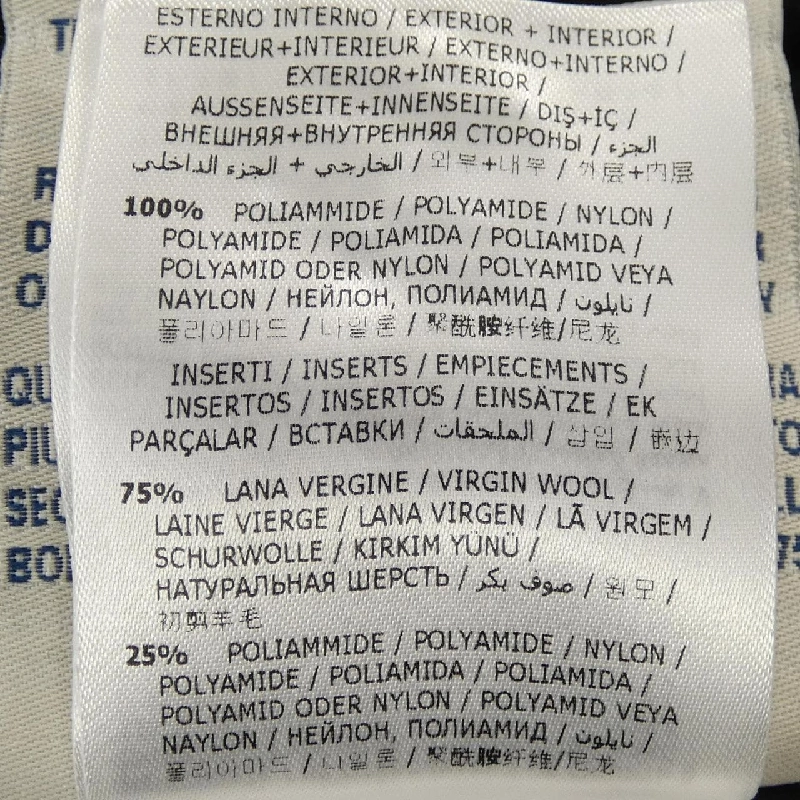 ESTERNO INTERNO / EXTERIOR + INTERIOR /
EXTERIEUR+INTERIEUR / EXTERNO+INTERNO /
EXTERIOR+INTERIOR /
AUSSENSEITE+INNENSEITE / DIŞ+İÇ /
ВНЕШНЯЯ+ВНУТРЕННЯЯ СТОРОНЫ / الجزء
الخارجي + الجزء الداخلي / 외부+내부 / 外层+内层
100% POLIAMMIDE / POLYAMIDE / NYLON /
POLYAMIDE / POLIAMIDA / POLIAMIDA /
POLYAMID ODER NYLON / POLYAMID VEYA
NAYLON / НЕЙЛОН, ПОЛИАМИД / نايلون /
폴리아마드 / 나일론 / 聚酰胺纤维/尼龙
INSERTI / INSERTS / EMPIECEMENTS /
INSERTOS / INSERTOS / EINSÄTZE / EK
PARÇALAR / ВСТАВКИ / الملحقات / 삽입 / 嵌边
75% LANA VERGINE / VIRGIN WOOL /
LAINE VIERGE / LANA VIRGEN / LÃ VIRGEM /
SCHURWOLLE / KIRKIM YUNÜ /
НАТУРАЛЬНАЯ ШЕРСТЬ / صوف بكر / 원모 /
初剪羊毛
25% POLIAMMIDE / POLYAMIDE / NYLON /
POLYAMIDE / POLIAMIDA / POLIAMIDA /
POLYAMID ODER NYLON / POLYAMID VEYA
NAYLON / НЕЙЛОН, ПОЛИАМИД / نايلون /
폴리아마드 / 나일론 / 聚酰胺纤维/尼龙